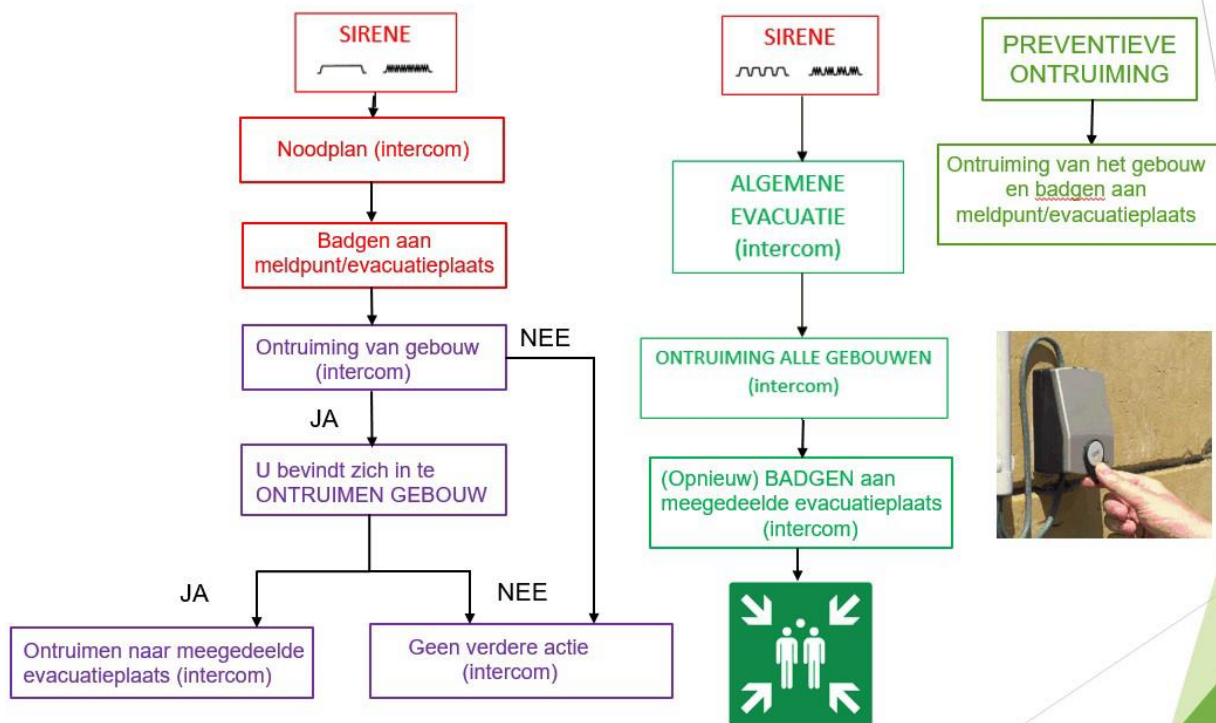 SIRENE
Noodplan (intercom)
Badgen aan
meldpunt/evacuatieplaats
Ontruiming van gebouw
(intercom)
NEE
JA
U bevindt zich in te
ONTRUIMEN GEBOUW
JA
NEE
Ontruimen naar meegedeelde
evacuatieplaats (intercom)
Geen verdere actie
(intercom)
SIRENE
ALGEMENE
EVACUATIE
(intercom)
ONTRUIMING ALLE GEBOUWEN
(intercom)
(Opnieuw) BADGEN aan
meegedeelde evacuatieplaats
(intercom)
PREVENTIEVE
ONTRUIMING
Ontruiming van het gebouw
en badgen aan
meldpunt/evacuatieplaats